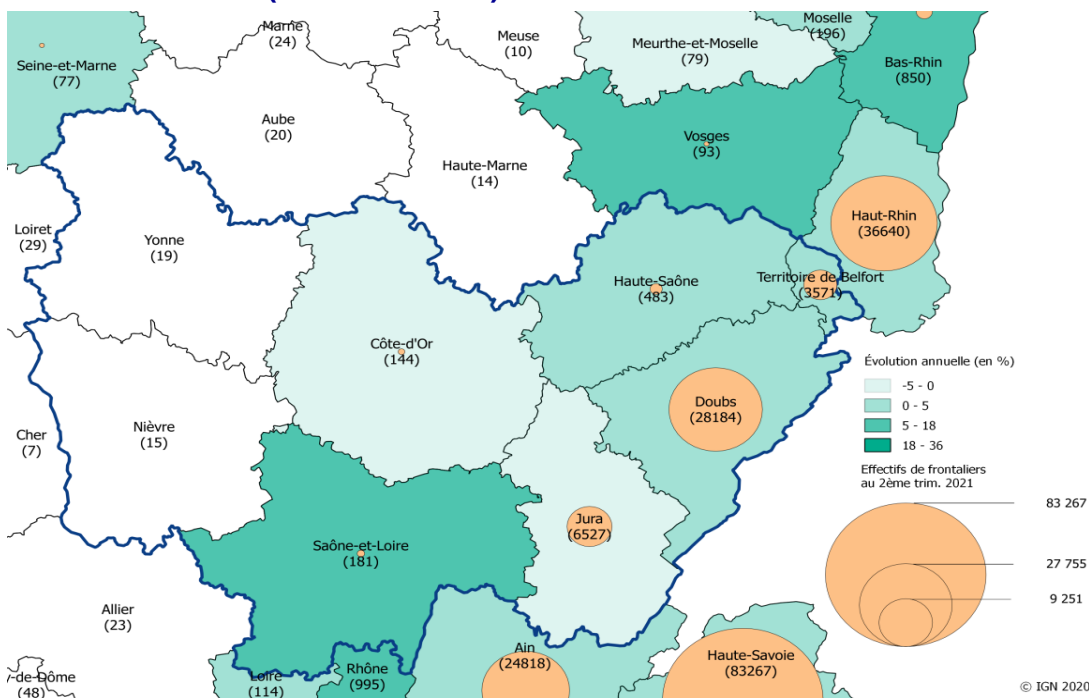 Marne
(24)
Meuse
(10)
Moselle
(196)
Seine-et-Marne
(77)
Meurthe-et-Moselle
(79)
Bas-Rhin
(850)
Aube
(20)
Vosges
(93)
Haute-Marne
(14)
Haut-Rhin
(36640)
Loiret
(29)
Yonne
(19)
Haute-Saône
(483)
Territoire de Belfort
(3571)
Côte-d'Or
(144)
Évolution annuelle (en %)
-5 - 0
0 - 5
5 - 18
18 - 36
Doubs
(28184)
Cher
(7)
Nièvre
(15)
Effectifs de frontaliers
au 2ème trim. 2021
83 267
27 755
9 251
Jura
(6527)
Saône-et-Loire
(181)
Allier
(23)
Ain
(24818)
Haute-Savoie
(83267)
y-de-Dôme
(48)
Loire
(114)
Rhône
(995)
© IGN 2020